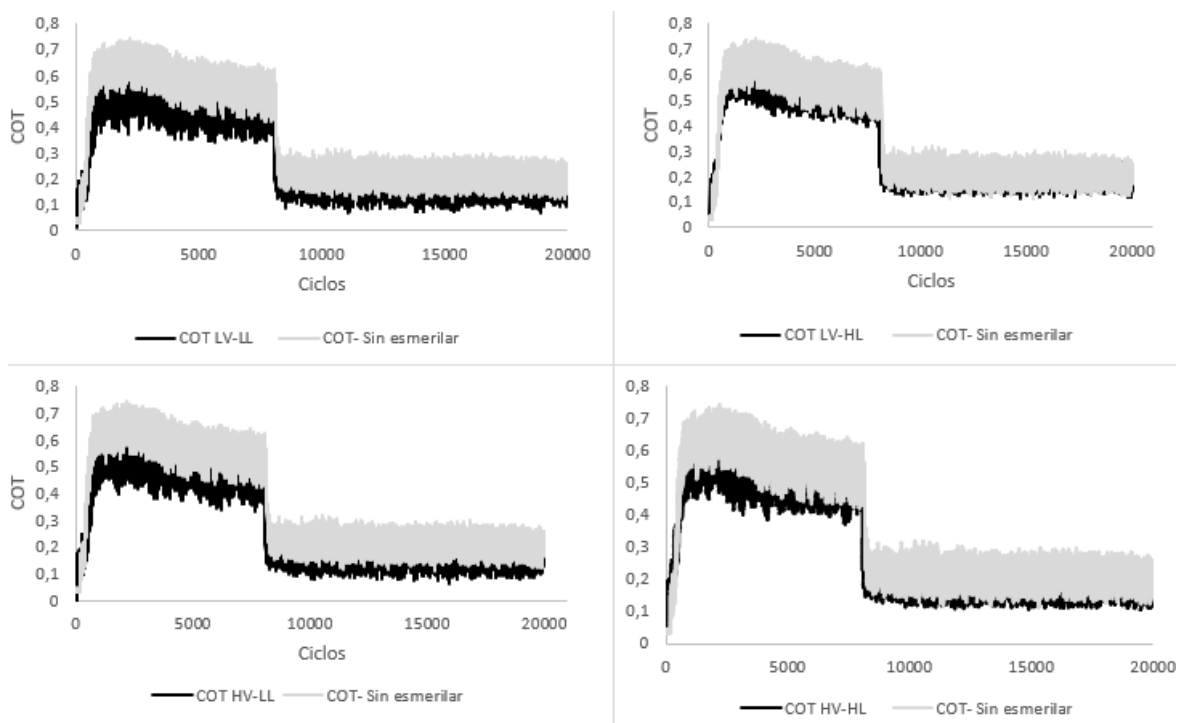 0,8
0,7
0,6
0,5
0,4
0,3
0,2
0,1
0
COT
0 5000 10000 15000 20000
Ciclos
COT LV-LL COT- Sin esmerilar
0,8
0,7
0,6
0,5
0,4
0,3
0,2
0,1
0
COT
0 5000 10000 15000 20000
Ciclos
COT LV-HL COT- Sin esmerilar
0,8
0,7
0,6
0,5
0,4
0,3
0,2
0,1
0
COT
0 5000 10000 15000 20000
Ciclos
COT HV-LL COT- Sin esmerilar
0,8
0,7
0,6
0,5
0,4
0,3
0,2
0,1
0
COT
0 5000 10000 15000 20000
COT HV-HL COT- Sin esmerilar